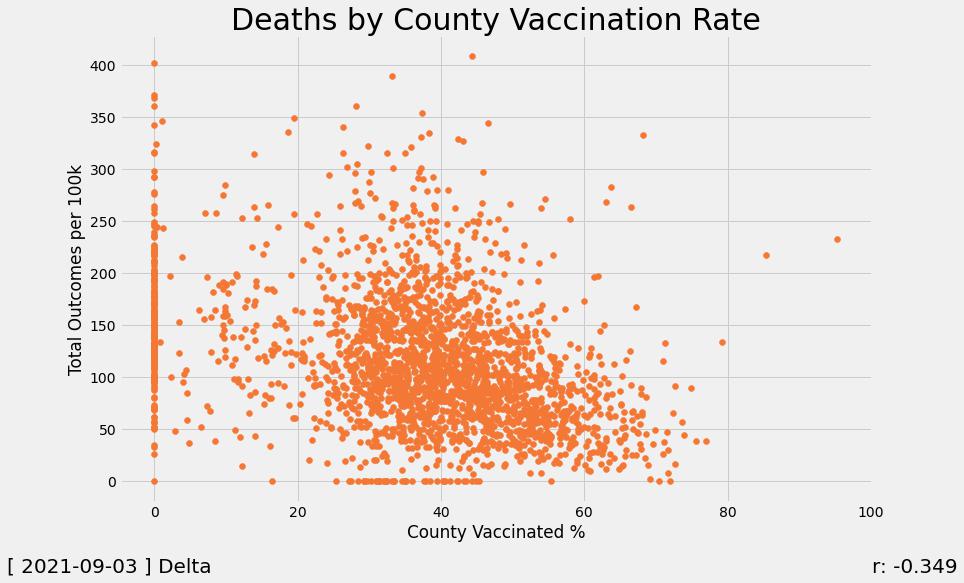 Deaths by County Vaccination Rate
Total Outcomes per 100k
400
350
300
250
200
150
100
50
0
0 20 40 60 80 100
County Vaccinated %
[ 2021-09-03 ] Delta
r: -0.349